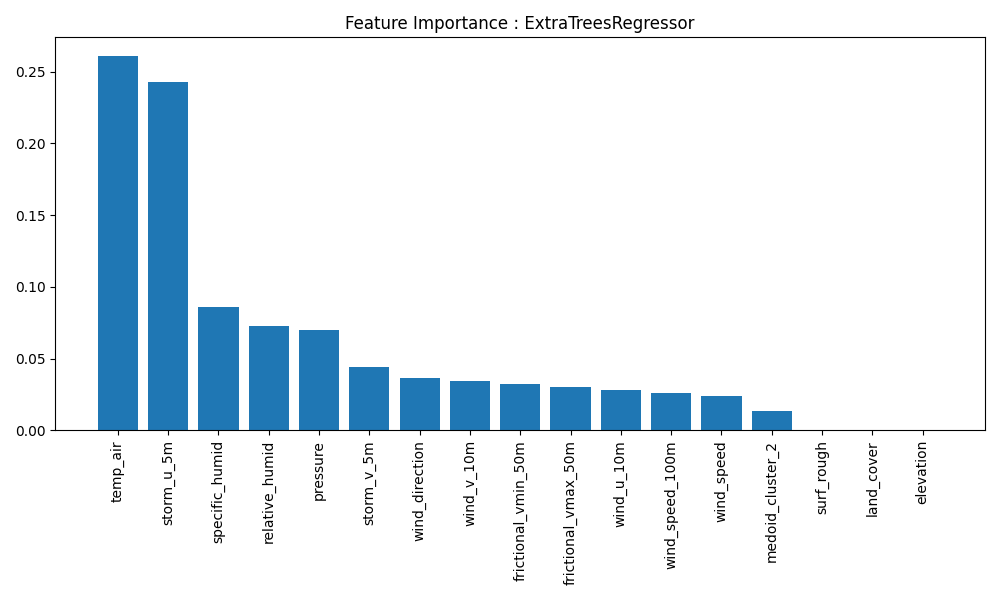 Feature Importance : ExtraTreesRegressor
0.25
0.20
0.15
0.10
0.05
0.00
temp_air
storm_u_5m
specific_humid
relative_humid
pressure
storm_v_5m
wind_direction
wind_v_10m
frictional_vmin_50m
frictional_vmax_50m
wind_u_10m
wind_speed_100m
wind_speed
medoid_cluster_2
surf_rough
land_cover
elevation